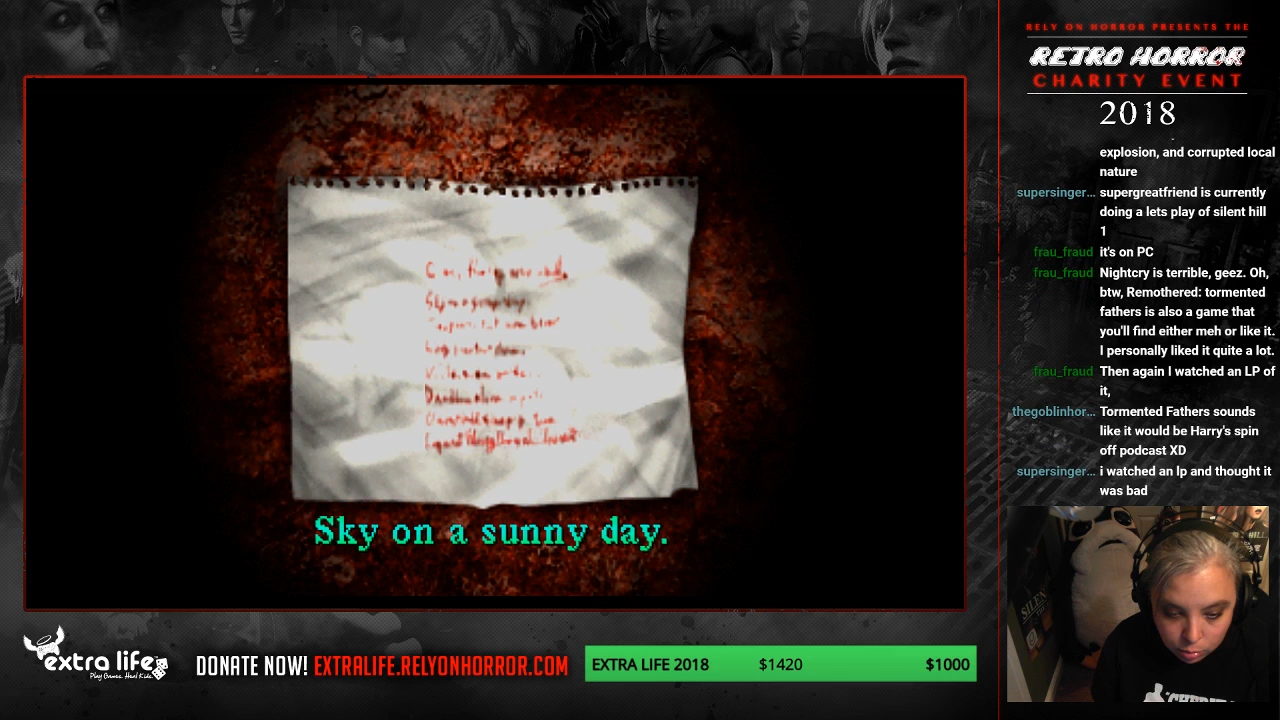 RELY ON HORROR PRESENTS THE
RETRO HORROR
CHARITY EVENT
2018
explosion, and corrupted local
nature
supersinger… supergreatfriend is currently
doing a lets play of silent hill
1
frau_fraud it's on PC
frau_fraud Nightcry is terrible, geez. Oh,
btw, Remothered: tormented
fathers is also a game that
you'll find either meh or like it.
I personally liked it quite a lot.
frau_fraud Then again I watched an LP of
it,
thegoblinhor… Tormented Fathers sounds
like it would be Harry's spin
off podcast XD
supersinger… i watched an lp and thought it
was bad
Sky on a sunny day.
extra life
Play Games. Heal Kids.
DONATE NOW! EXTRALIFE.RELYONHORROR.COM
EXTRA LIFE 2018 $1420 $1000